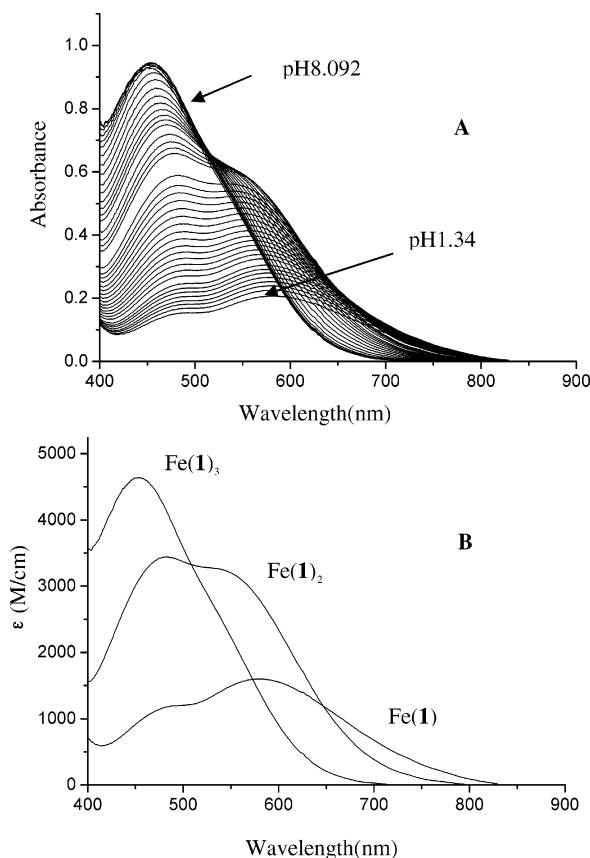 1.0
0.8
0.6
0.4
0.2
0.0
Absorbance
pH8.092
A
pH1.34
400 500 600 700 800 900
Wavelength(nm)
5000
4000
3000
2000
1000
0
ε (M/cm)
Fe(1)₃
B
Fe(1)₂
Fe(1)
400 500 600 700 800 900
Wavelength(nm)